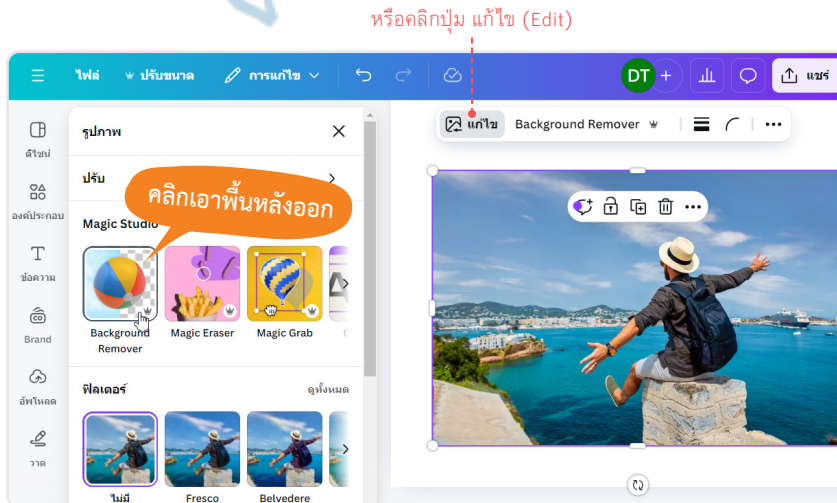 หรือคลิกปุ่ม แก้ไข (Edit)
ไฟล์ ปรับขนาด การแก้ไข DT + แชร์
แก้ไข Background Remover
ดีไซน์
องค์ประกอบ
ข้อความ
Brand
อัพโหลด
วาด
รูปภาพ
ปรับ
คลิกเอาพื้นหลังออก
Magic Studio
Background Remover
Magic Eraser
Magic Grab
ฟิลเตอร์ ดูทั้งหมด
ไม่มี Fresco Belvedere